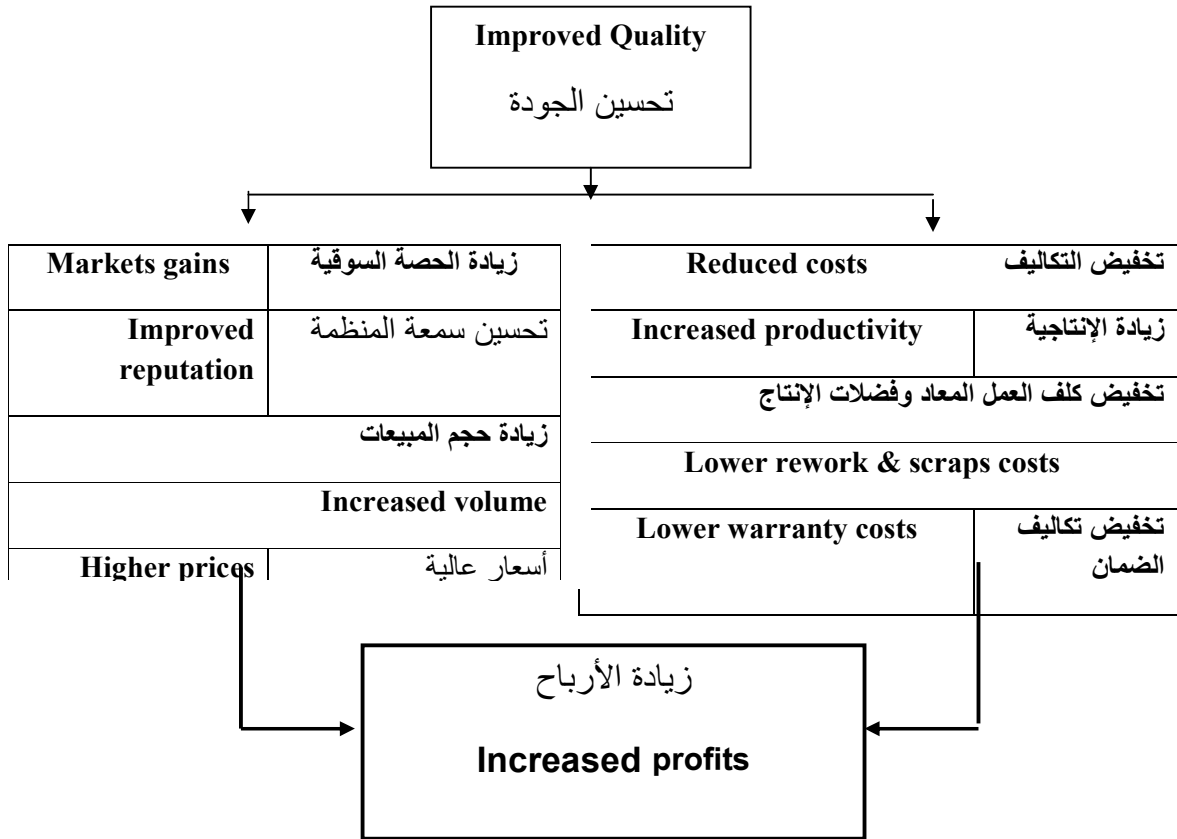 Improved Quality
تحسين الجودة
Markets gains
زيادة الحصة السوقية
Improved
reputation
تحسين سمعة المنظمة
زيادة حجم المبيعات
Increased volume
Higher prices
أسعار عالية
Reduced costs
تخفيض التكاليف
Increased productivity
زيادة الإنتاجية
تخفيض كلف العمل المعاد وفضلات الإنتاج
Lower rework & scraps costs
Lower warranty costs
تخفيض تكاليف
الضمان
زيادة الأرباح
Increased profits